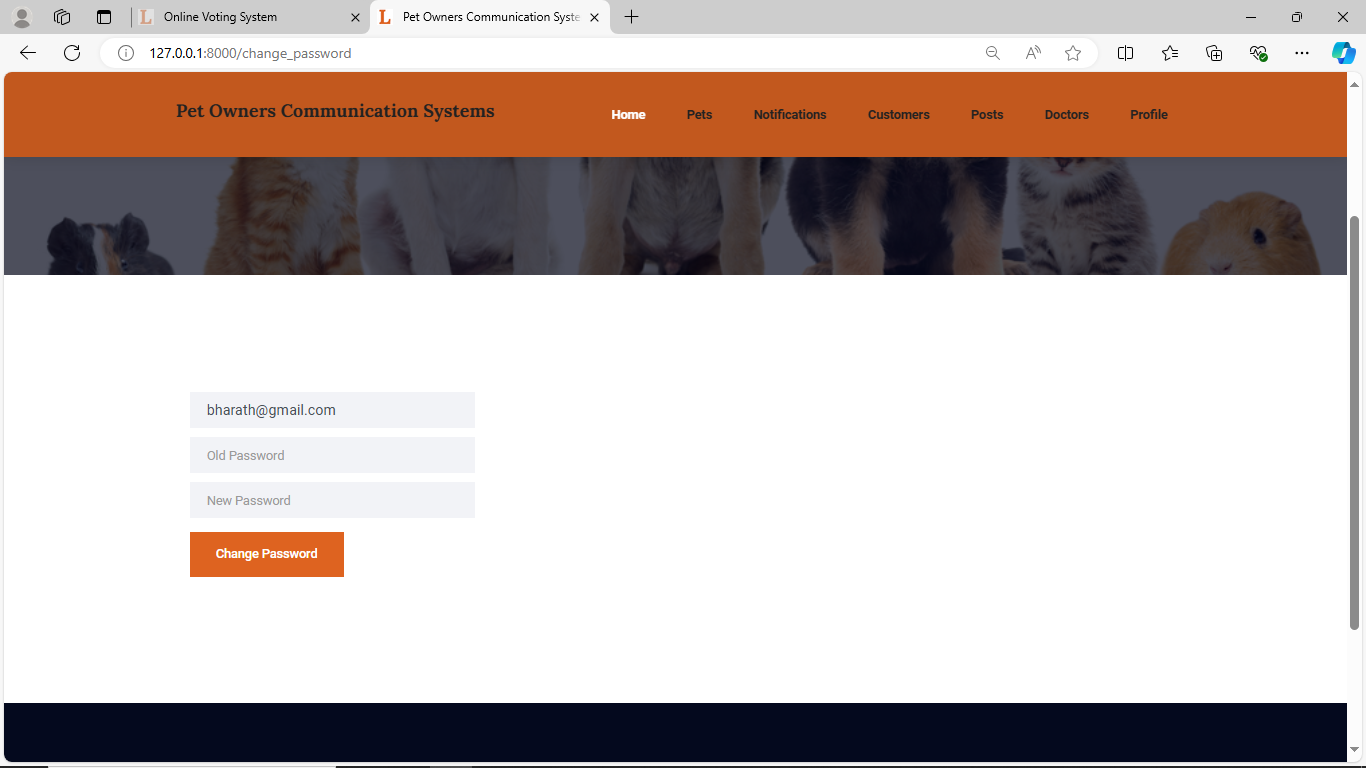 Online Voting System
Pet Owners Communication Syste
127.0.0.1:8000/change_password
Pet Owners Communication Systems
Home Pets Notifications Customers Posts Doctors Profile
bharath@gmail.com
Old Password
New Password
Change Password